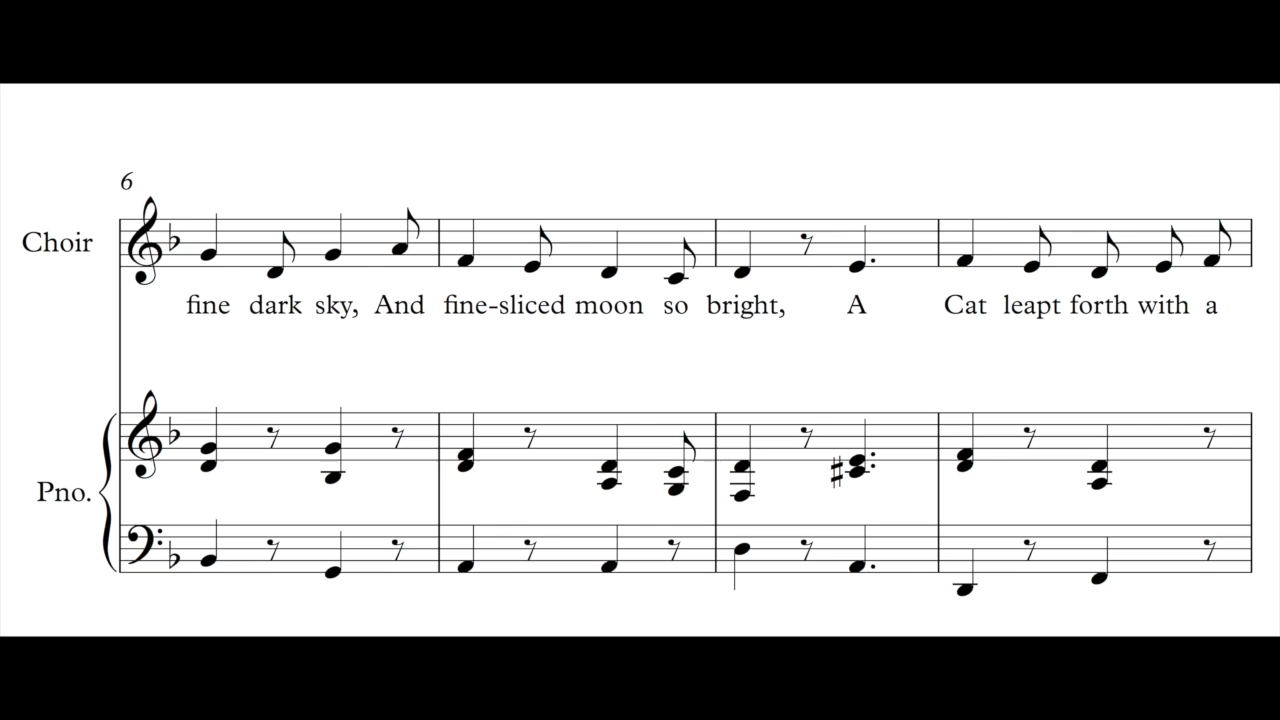 6
Choir
fine dark sky, And fine-sliced moon so bright, A Cat leapt forth with a
Pno.